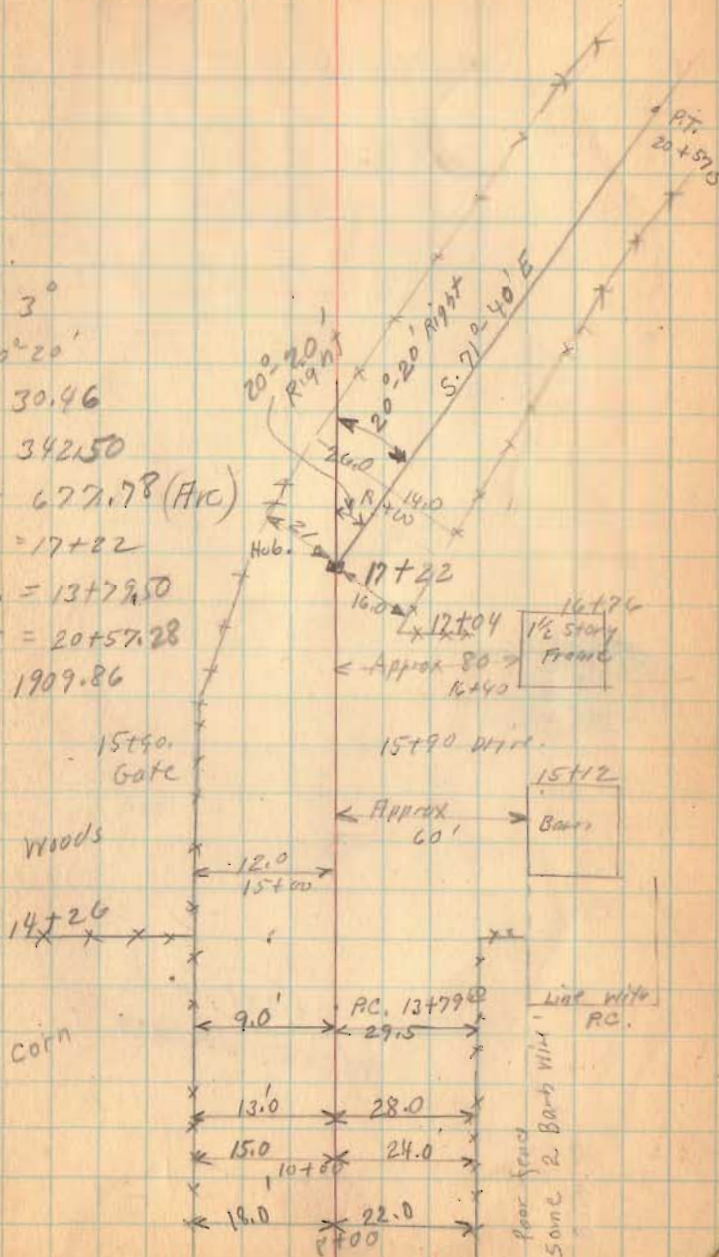 P.T.
20+57.5
3°
0°-20'
30.46
342.50
677.78 (Arc)
= 17+22
= 13+79.50
= 20+57.28
1909.86
20°-20'
Right
20°-20' Right
S. 71°-40' E
26.0
14.0
21
Hub.
17+22
16.0
17+04
16+76
1½ Story
Frame
Approx 80
16+40
15+90.
Gate
15+90 Drive.
15+12
Barn
Approx
60'
Woods
12.0
15+00
14+26
P.C. 13+79
9.0'
29.5
Line With
P.C.
Corn
13.0
28.0
15.0
24.0'
10+00
18.0
22.0
Poor Fence
Some 2 Barb Wire